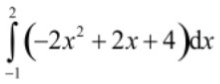 ∫_{-1}^{2} (-2x² + 2x + 4)dx